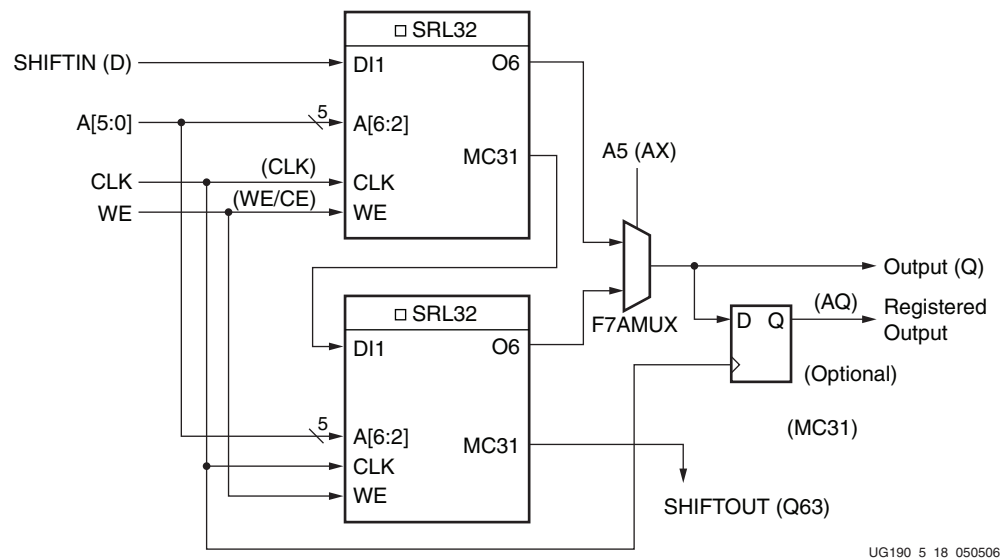 □ SRL32
SHIFTIN (D)
DI1
O6
A[5:0]
5
A[6:2]
MC31
A5 (AX)
CLK
(CLK)
CLK
WE
(WE/CE)
WE
Output (Q)
F7AMUX
(AQ)
Registered
Output
D Q
(Optional)
□ SRL32
DI1
O6
5
A[6:2]
MC31
(MC31)
CLK
WE
SHIFTOUT (Q63)
UG190_5_18_050506